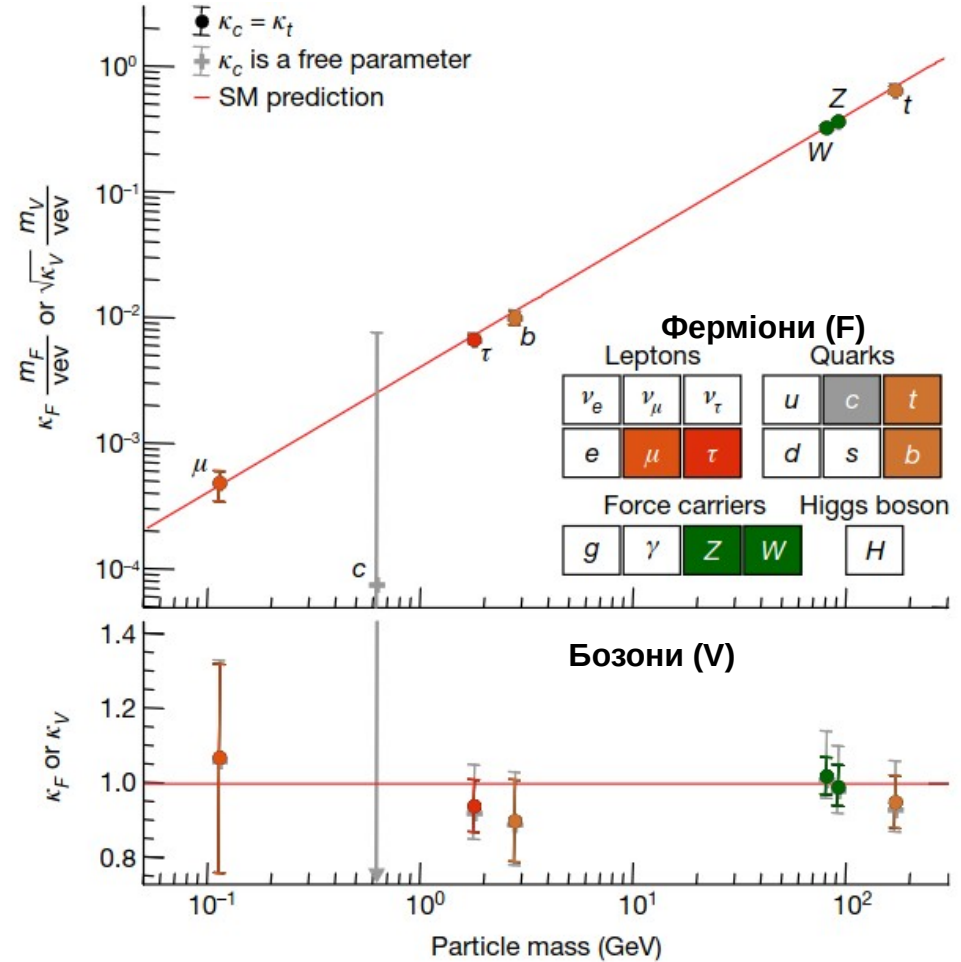 κc = κt
κc is a free parameter
SM prediction
10⁰
10⁻¹
10⁻²
10⁻³
10⁻⁴
κF mF/vev or √κV mV/vev
μ
c
τ
b
W
Z
t
Ферміони (F)
Leptons Quarks
νe νμ ντ u c t
e μ τ d s b
Force carriers Higgs boson
g γ Z W H
Бозони (V)
1.4
1.2
1.0
0.8
κF or κV
10⁻¹ 10⁰ 10¹ 10²
Particle mass (GeV)